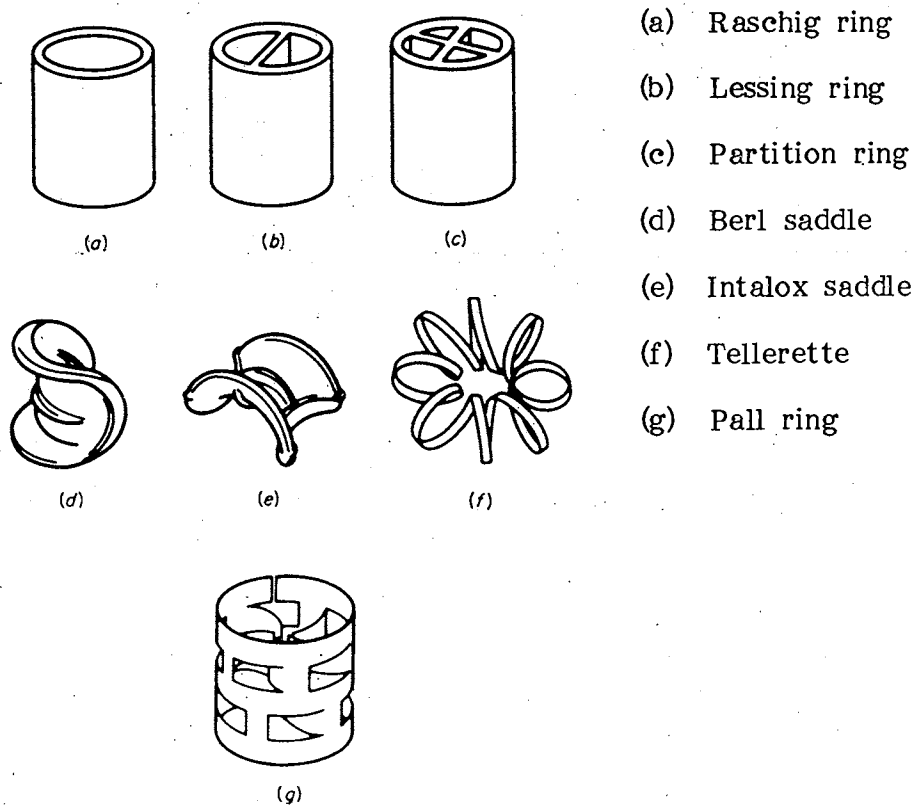 (a) Raschig ring
(b) Lessing ring
(c) Partition ring
(d) Berl saddle
(e) Intalox saddle
(f) Tellerette
(g) Pall ring
(a)
(b)
(c)
(d)
(e)
(f)
(g)